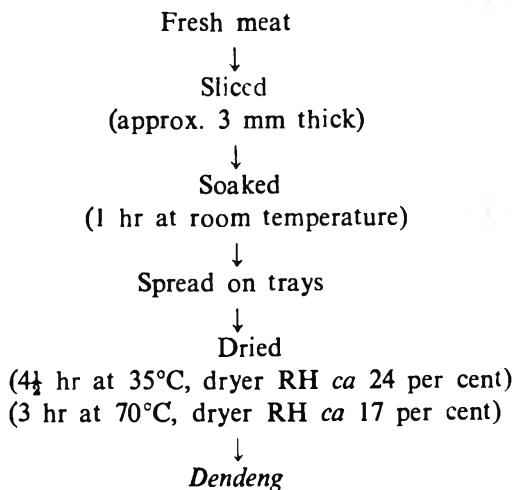 Fresh meat
↓
Sliced
(approx. 3 mm thick)
↓
Soaked
(1 hr at room temperature)
↓
Spread on trays
↓
Dried
(4½ hr at 35°C, dryer RH ca 24 per cent)
(3 hr at 70°C, dryer RH ca 17 per cent)
↓
Dendeng